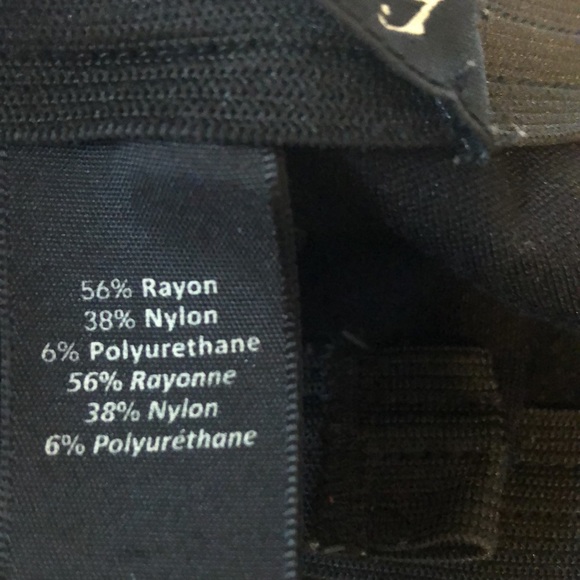 56% Rayon
38% Nylon
6% Polyurethane
56% Rayonne
38% Nylon
6% Polyuréthane